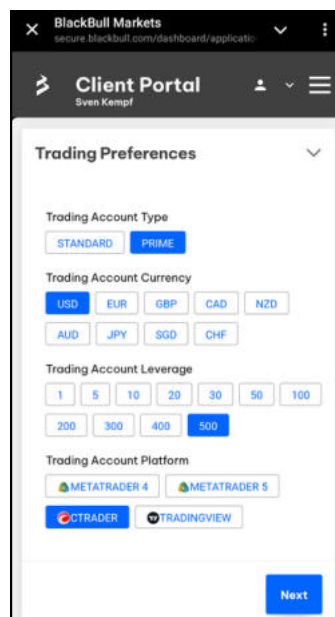 BlackBull Markets
secure.blackbull.com/dashboard/applicatio
Client Portal
Sven Kempf
Trading Preferences
Trading Account Type
STANDARD PRIME
Trading Account Currency
USD EUR GBP CAD NZD
AUD JPY SGD CHF
Trading Account Leverage
1 5 10 20 30 50 100
200 300 400 500
Trading Account Platform
METATRADER 4 METATRADER 5
CTRADER TRADINGVIEW
Next